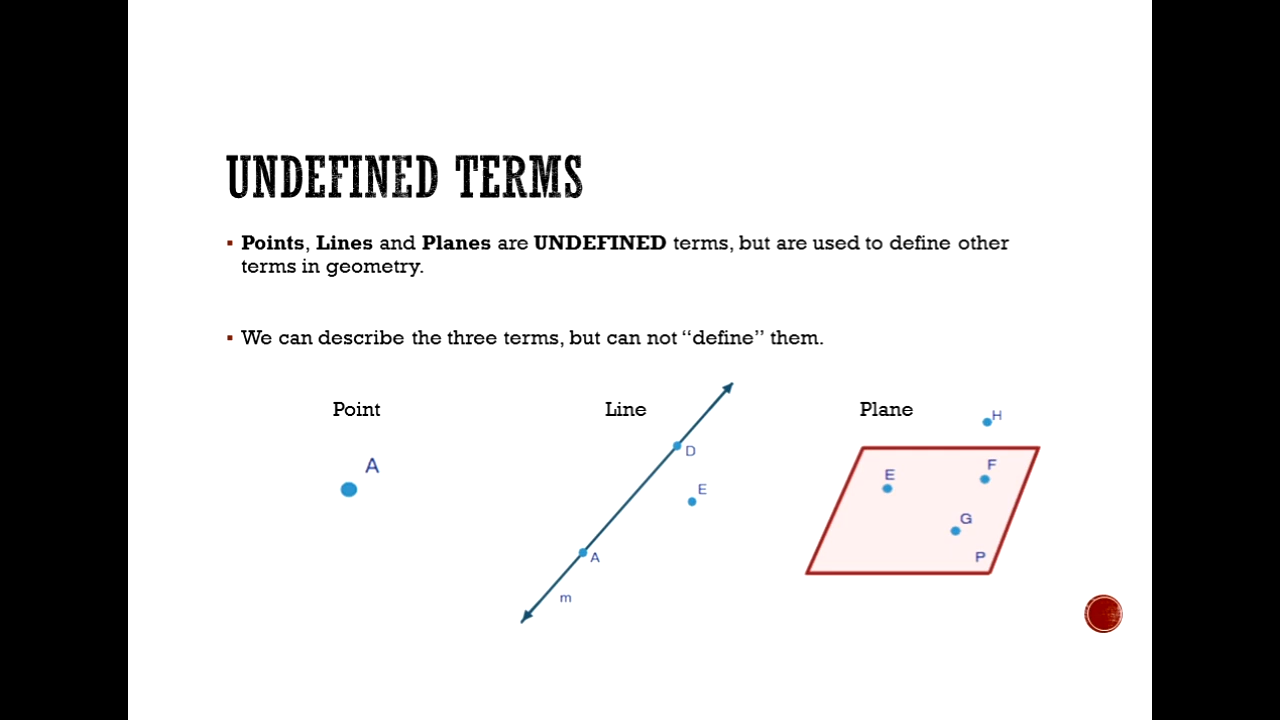 UNDEFINED TERMS
▪ Points, Lines and Planes are UNDEFINED terms, but are used to define other
terms in geometry.
▪ We can describe the three terms, but can not “define” them.
Point
Line
Plane
A
D
E
A
m
H
E
F
G
P